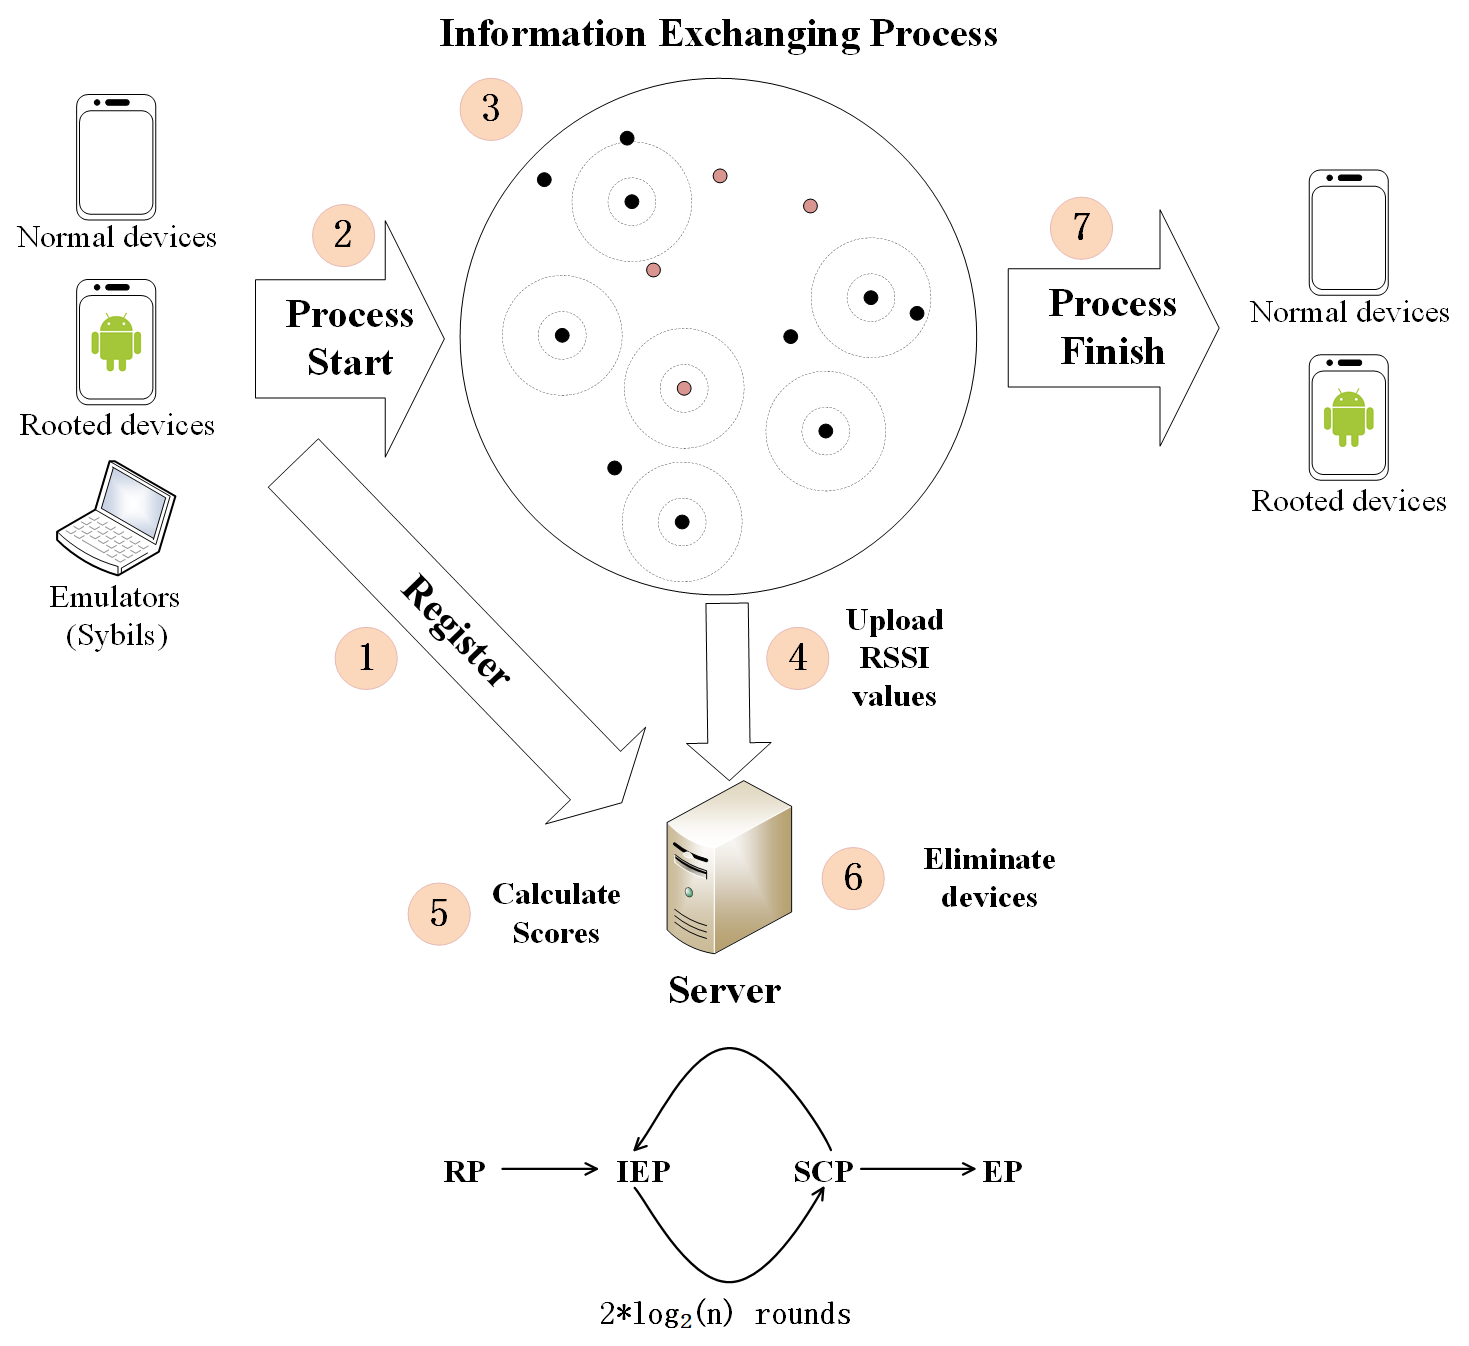 Information Exchanging Process
3
Normal devices
2
Process
Start
7
Process
Finish
Normal devices
Rooted devices
Rooted devices
Emulators
(Sybils)
1
Register
4
Upload
RSSI
values
5
Calculate
Scores
6
Eliminate
devices
Server
RP
IEP
SCP
EP
2*log₂(n) rounds